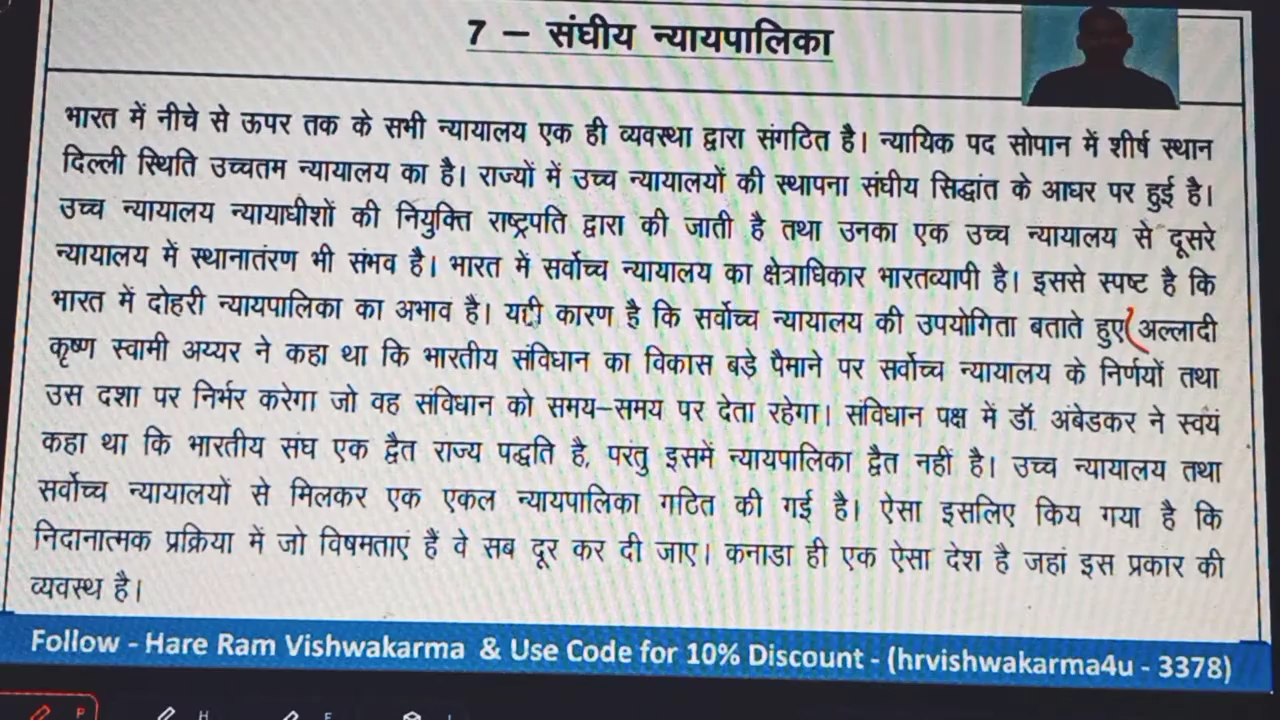 7 – संघीय न्यायपालिका
भारत में नीचे से ऊपर तक के सभी न्यायालय एक ही व्यवस्था द्वारा संगटित है। न्यायिक पद सोपान में शीर्ष स्थान
दिल्ली स्थिति उच्चतम न्यायालय का है। राज्यों में उच्च न्यायालयों की स्थापना संघीय सिद्धांत के आधर पर हुई है।
उच्च न्यायालय न्यायाधीशों की नियुक्ति राष्ट्रपति द्वारा की जाती है तथा उनका एक उच्च न्यायालय से दूसरे
न्यायालय में स्थानातंरण भी संभव है। भारत में सर्वोच्च न्यायालय का क्षेत्राधिकार भारतव्यापी है। इससे स्पष्ट है कि
भारत में दोहरी न्यायपालिका का अभाव है। यही कारण है कि सर्वोच्च न्यायालय की उपयोगिता बताते हुए अल्लादी
कृष्ण स्वामी अय्यर ने कहा था कि भारतीय संविधान का विकास बड़े पैमाने पर सर्वोच्च न्यायालय के निर्णयों तथा
उस दशा पर निर्भर करेगा जो वह संविधान को समय–समय पर देता रहेगा। संविधान पक्ष में डॉ. अंबेडकर ने स्वंय
कहा था कि भारतीय संघ एक द्वैत राज्य पद्धति है, परंतु इसमें न्यायपालिका द्वैत नहीं है। उच्च न्यायालय तथा
सर्वोच्च न्यायालयों से मिलकर एक एकल न्यायपालिका गटित की गई है। ऐसा इसलिए किय गया है कि
निदानात्मक प्रक्रिया में जो विषमताएं हैं वे सब दूर कर दी जाए। कनाडा ही एक ऐसा देश है जहां इस प्रकार की
व्यवस्थ है।
Follow - Hare Ram Vishwakarma & Use Code for 10% Discount - (hrvishwakarma4u - 3378)
P H F